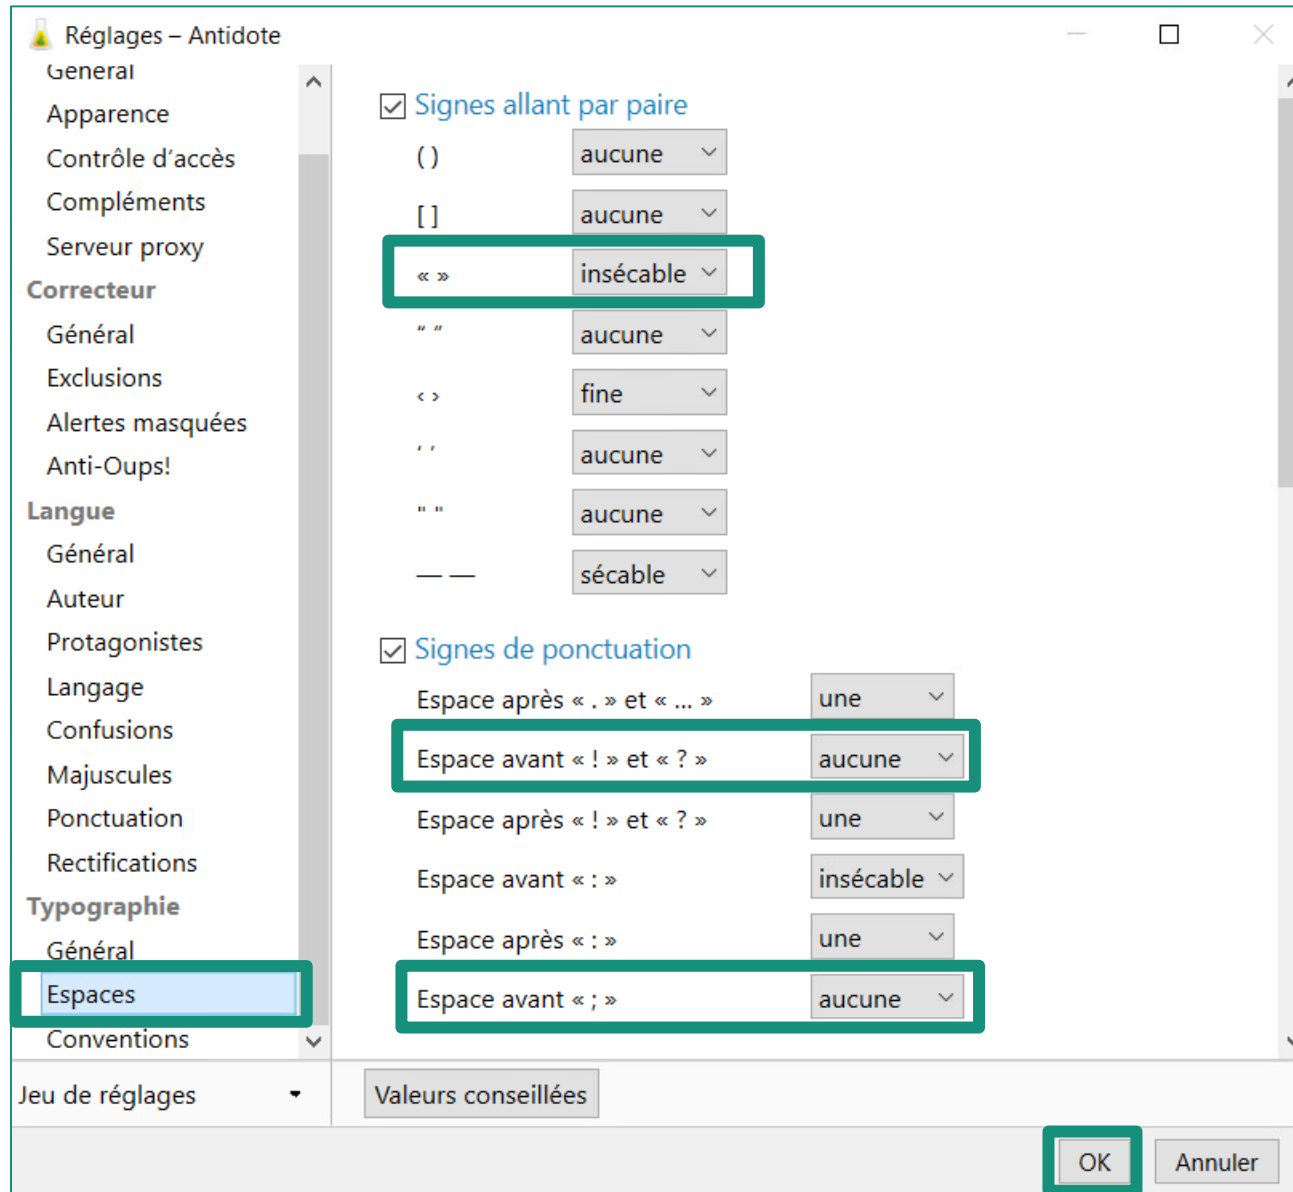 Réglages – Antidote
Général
Apparence
Contrôle d’accès
Compléments
Serveur proxy
Correcteur
Général
Exclusions
Alertes masquées
Anti-Oups!
Langue
Général
Auteur
Protagonistes
Langage
Confusions
Majuscules
Ponctuation
Rectifications
Typographie
Général
Espaces
Conventions
Jeu de réglages
Signes allant par paire
( ) aucune
[ ] aucune
« » insécable
“ ” aucune
‹ › fine
‘ ’ aucune
" " aucune
— — sécable
Signes de ponctuation
Espace après « . » et « ... » une
Espace avant « ! » et « ? » aucune
Espace après « ! » et « ? » une
Espace avant « : » insécable
Espace après « : » une
Espace avant « ; » aucune
Valeurs conseillées
OK Annuler